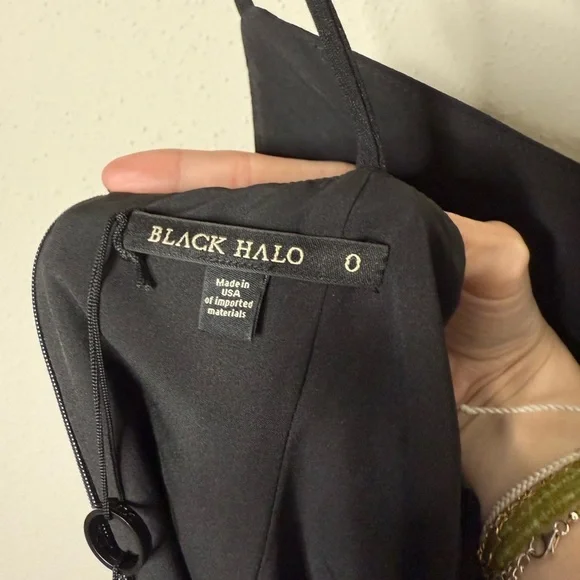 BLACK HALO 0
Made in
USA
of imported
materials